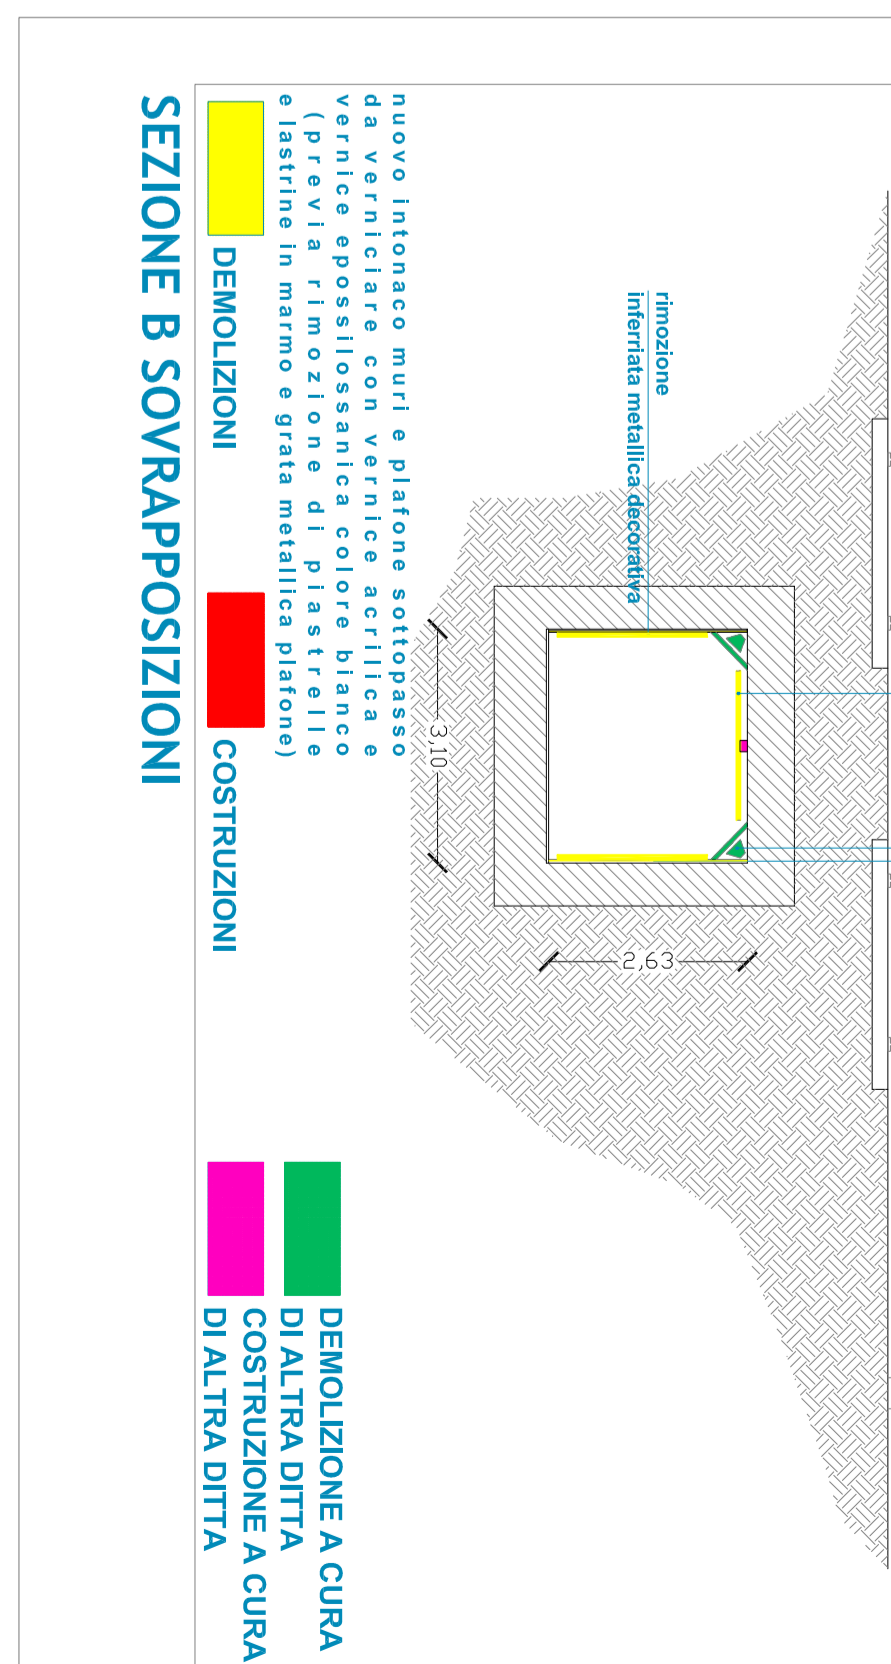 rimozione
inferriata metallica decorativa
2,63
3,10
nuovo intonaco muri e plafone sottopasso
da verniciare con vernice acrilica e
vernice epossilossanica colore bianco
(previa rimozione di piastrelle
e lastrine in marmo e grata metallica plafone)
DEMOLIZIONI
COSTRUZIONI
DEMOLIZIONE A CURA
DI ALTRA DITTA
COSTRUZIONE A CURA
DI ALTRA DITTA
SEZIONE B SOVRAPPOSIZIONI